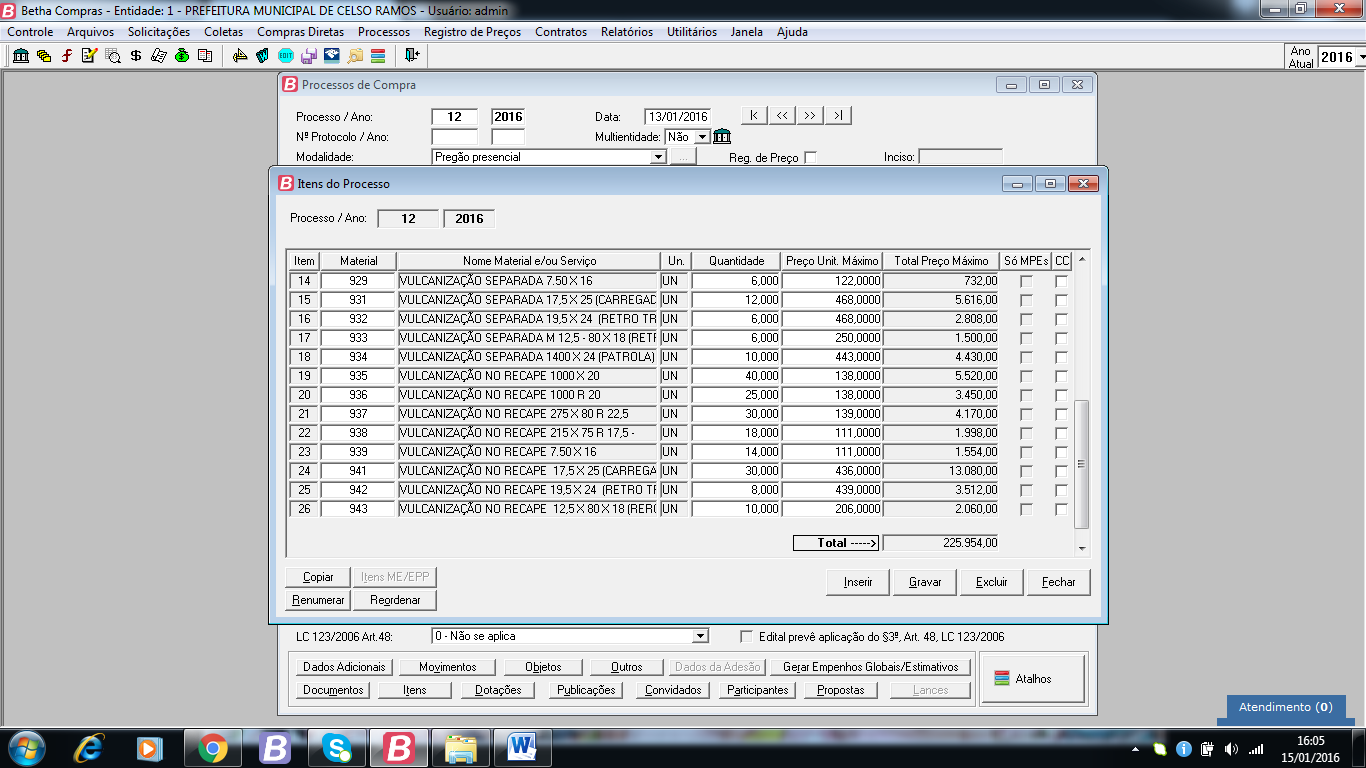 Betha Compras - Entidade: 1 - PREFEITURA MUNICIPAL DE CELSO RAMOS - Usuário: admin
Controle Arquivos Solicitações Coletas Compras Diretas Processos Registro de Preços Contratos Relatórios Utilitários Janela Ajuda
Ano Atual 2016
Processos de Compra
Processo / Ano: 12 2016 Data: 13/01/2016 |< << >> >|
Nº Protocolo / Ano: Multientidade: Não
Modalidade: Pregão presencial ... Reg. de Preço Inciso:
Itens do Processo
Processo / Ano: 12 2016
Item Material Nome Material e/ou Serviço Un. Quantidade Preço Unit. Máximo Total Preço Máximo Só MPEs CC
14 929 VULCANIZAÇÃO SEPARADA 7.50 X 16 UN 6,000 122,0000 732,00
15 931 VULCANIZAÇÃO SEPARADA 17,5 X 25 (CARREGAD UN 12,000 468,0000 5.616,00
16 932 VULCANIZAÇÃO SEPARADA 19,5 X 24 (RETRO TR UN 6,000 468,0000 2.808,00
17 933 VULCANIZAÇÃO SEPARADA M 12,5 - 80 X 18 (RET UN 6,000 250,0000 1.500,00
18 934 VULCANIZAÇÃO SEPARADA 1400 X 24 (PATROLA) UN 10,000 443,0000 4.430,00
19 935 VULCANIZAÇÃO NO RECAPE 1000 X 20 UN 40,000 138,0000 5.520,00
20 936 VULCANIZAÇÃO NO RECAPE 1000 R 20 UN 25,000 138,0000 3.450,00
21 937 VULCANIZAÇÃO NO RECAPE 275 X 80 R 22,5 UN 30,000 139,0000 4.170,00
22 938 VULCANIZAÇÃO NO RECAPE 215 X 75 R 17,5 - UN 18,000 111,0000 1.998,00
23 939 VULCANIZAÇÃO NO RECAPE 7.50 X 16 UN 14,000 111,0000 1.554,00
24 941 VULCANIZAÇÃO NO RECAPE 17,5 X 25 (CARREGA UN 30,000 436,0000 13.080,00
25 942 VULCANIZAÇÃO NO RECAPE 19,5 X 24 (RETRO TF UN 8,000 439,0000 3.512,00
26 943 VULCANIZAÇÃO NO RECAPE 12,5 X 80 X 18 (RERO UN 10,000 206,0000 2.060,00
Total -----> 225.954,00
Copiar Itens ME/EPP Inserir Gravar Excluir Fechar
Renumerar Reordenar
LC 123/2006 Art.48: 0 - Não se aplica Edital prevê aplicação do §3º, Art. 48, LC 123/2006
Dados Adicionais Movimentos Objetos Outros Dados da Adesão Gerar Empenhos Globais/Estimativos
Documentos Itens Dotações Publicações Convidados Participantes Propostas Lances
Atalhos
Atendimento (0)
16:05
15/01/2016